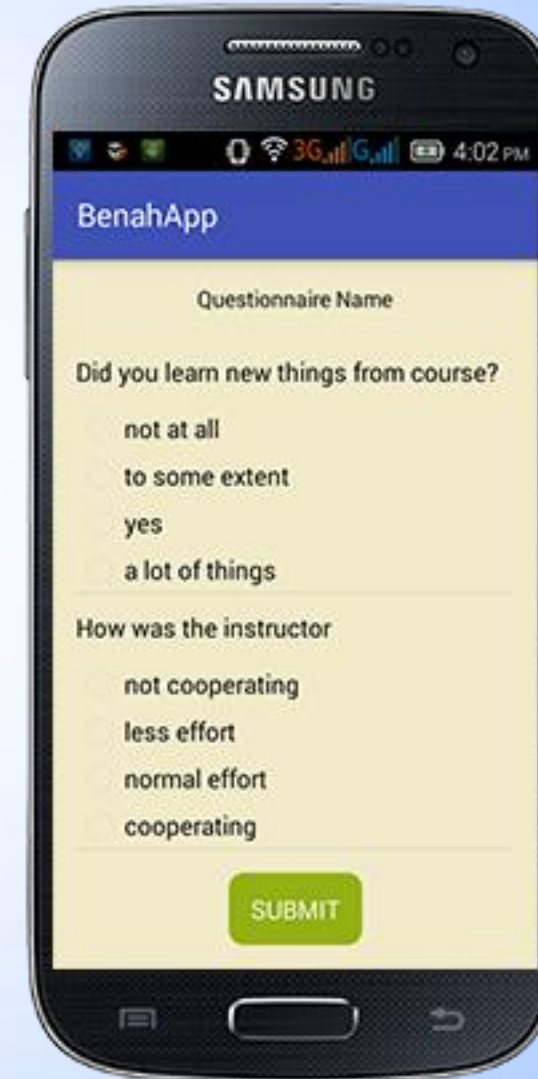 SAMSUNG
3G G 4:02 PM
BenahApp
Questionnaire Name
Did you learn new things from course?
not at all
to some extent
yes
a lot of things
How was the instructor
not cooperating
less effort
normal effort
cooperating
SUBMIT